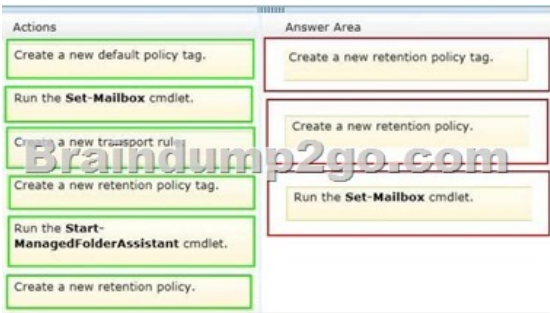 Actions
Create a new default policy tag.
Run the Set-Mailbox cmdlet.
Create a new transport rule
Create a new retention policy tag.
Run the Start-
ManagedFolderAssistant cmdlet.
Create a new retention policy.
Answer Area
Create a new retention policy tag.
Create a new retention policy.
Run the Set-Mailbox cmdlet.
Braindump2go.com